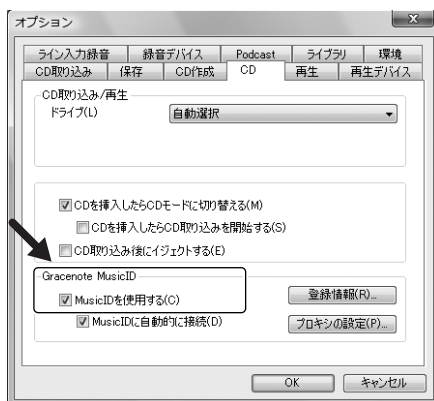 オプション
ライン入力録音 録音デバイス Podcast ライブラリ 環境
CD取り込み 保存 CD作成 CD 再生 再生デバイス
CD取り込み/再生
ドライブ(L) 自動選択
CDを挿入したらCDモードに切り替える(M)
CDを挿入したらCD取り込みを開始する(S)
CD取り込み後にイジェクトする(E)
Gracenote MusicID
MusicIDを使用する(C) 登録情報(R)...
MusicIDに自動的に接続(D) プロキシの設定(P)...
OK キャンセル